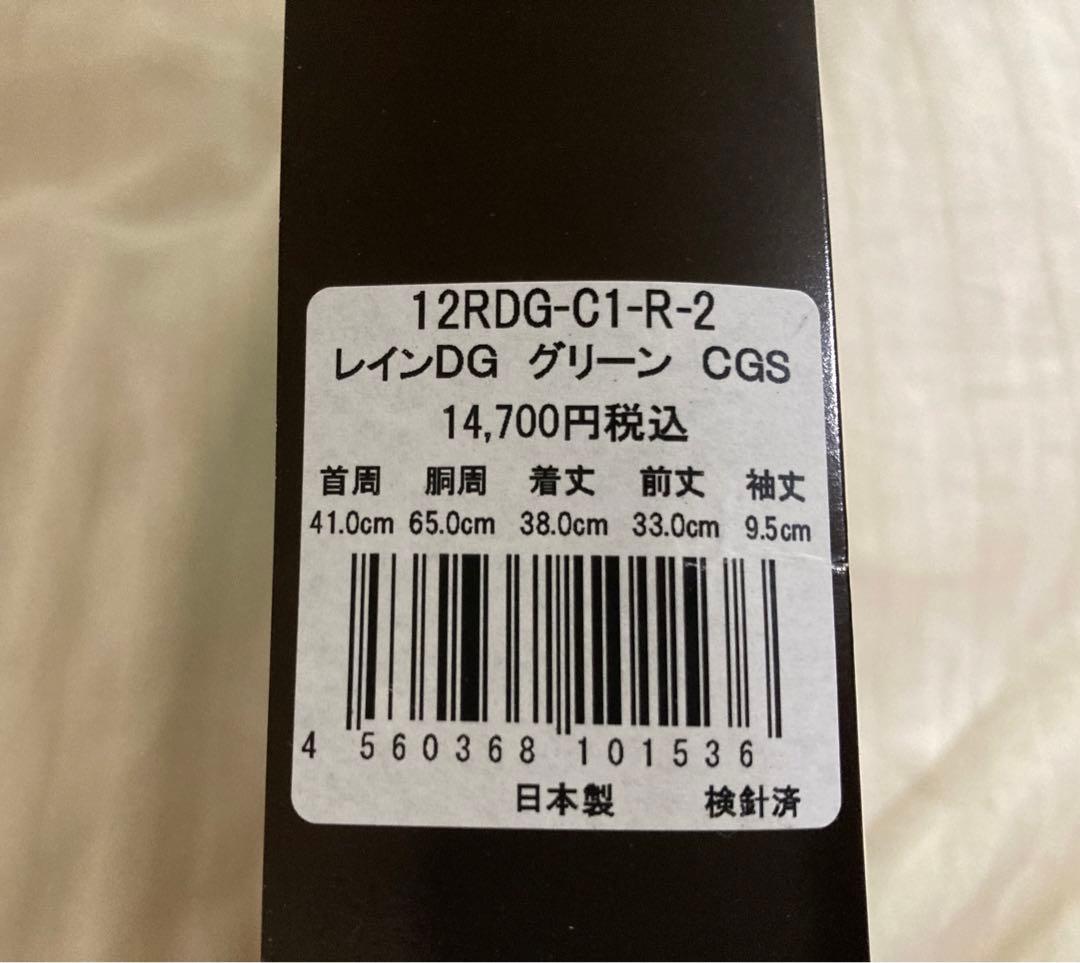 12RDG-C1-R-2
レインDG グリーン CGS
14,700円税込
首周 胴周 着丈 前丈 袖丈
41.0cm 65.0cm 38.0cm 33.0cm 9.5cm
4 560368 101536
日本製 検針済